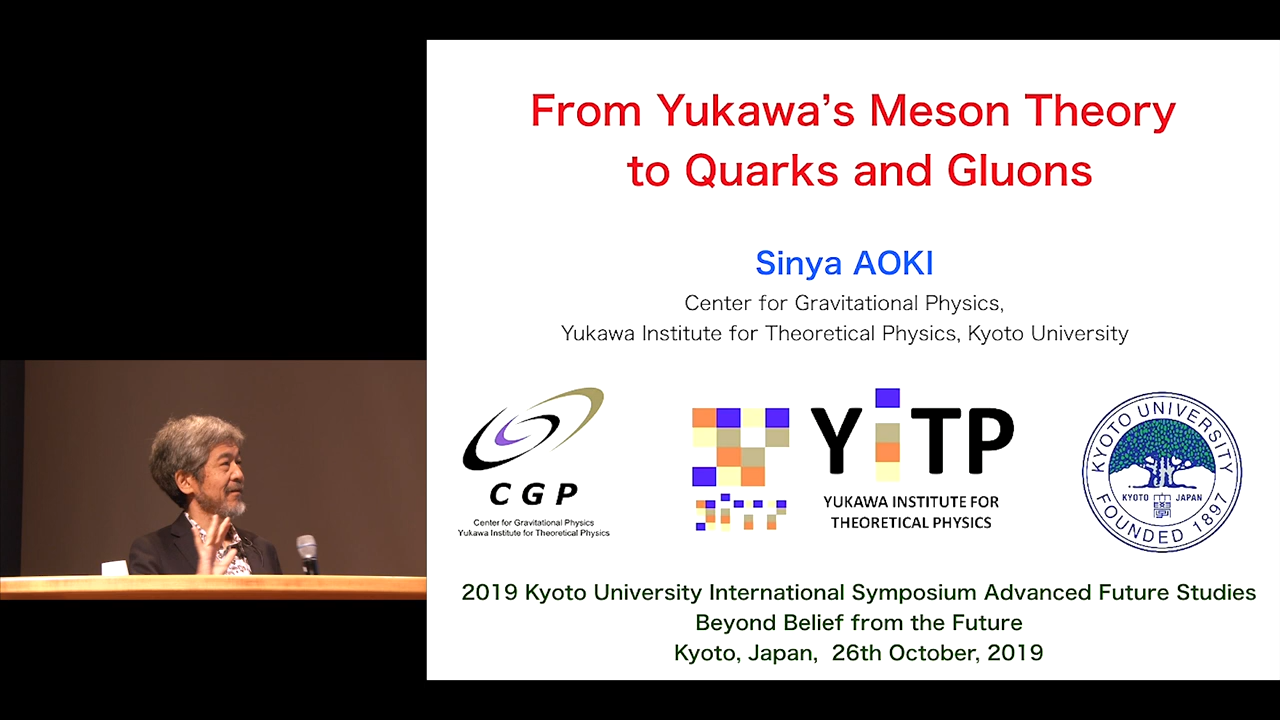 From Yukawa’s Meson Theory
to Quarks and Gluons
Sinya AOKI
Center for Gravitational Physics,
Yukawa Institute for Theoretical Physics, Kyoto University
CGP
Center for Gravitational Physics
Yukawa Institute for Theoretical Physics
YiTP
YUKAWA INSTITUTE FOR
THEORETICAL PHYSICS
KYOTO UNIVERSITY
KYOTO JAPAN
FOUNDED 1897
2019 Kyoto University International Symposium Advanced Future Studies
Beyond Belief from the Future
Kyoto, Japan, 26th October, 2019